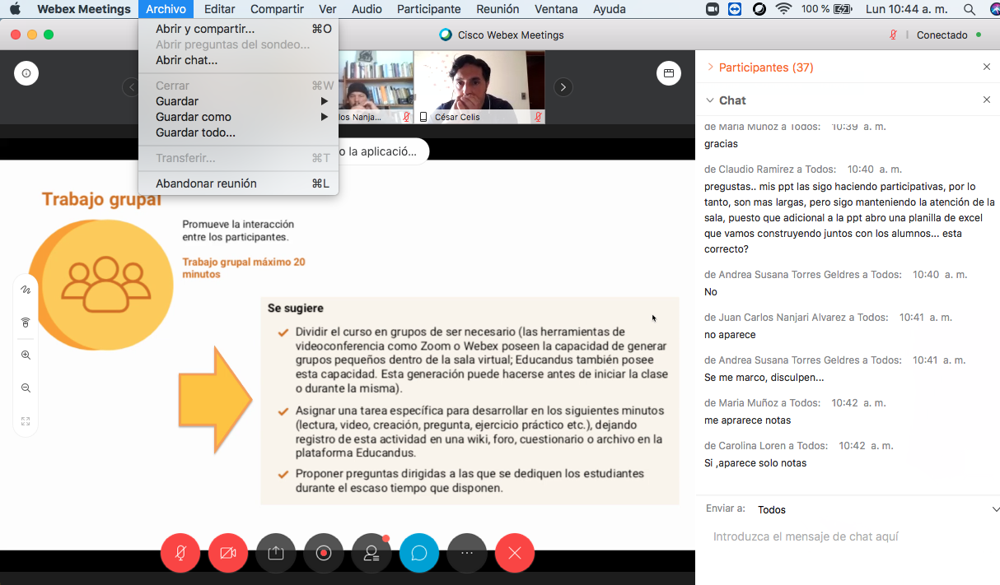 Webex Meetings Archivo Editar Compartir Ver Audio Participante Reunión Ventana Ayuda 100 % Lun 10:44 a. m.
Cisco Webex Meetings
Conectado
Abrir y compartir... ⌘O
Abrir preguntas del sondeo...
Abrir chat...
Cerrar ⌘W
Guardar
Guardar como
Guardar todo...
Transferir... ⌘T
Abandonar reunión ⌘L
los Nanja...
César Celis
o la aplicació...
Trabajo grupal
Promueve la interacción
entre los participantes.
Trabajo grupal máximo 20
minutos
Se sugiere
Dividir el curso en grupos de ser necesario (las herramientas de
videoconferencia como Zoom o Webex poseen la capacidad de generar
grupos pequeños dentro de la sala virtual; Educandus también posee
esta capacidad. Esta generación puede hacerse antes de iniciar la clase
o durante la misma).
Asignar una tarea específica para desarrollar en los siguientes minutos
(lectura, video, creación, pregunta, ejercicio práctico etc.), dejando
registro de esta actividad en una wiki, foro, cuestionario o archivo en la
plataforma Educandus.
Proponer preguntas dirigidas a las que se dediquen los estudiantes
durante el escaso tiempo que disponen.
Participantes (37)
Chat
de Maria Muñoz a Todos: 10:39 a. m.
gracias
de Claudio Ramirez a Todos: 10:40 a. m.
pregustas.. mis ppt las sigo haciendo participativas, por lo
tanto, son mas largas, pero sigo manteniendo la atención de la
sala, puesto que adicional a la ppt abro una planilla de excel
que vamos construyendo juntos con los alumnos... esta
correcto?
de Andrea Susana Torres Geldres a Todos: 10:40 a. m.
No
de Juan Carlos Nanjari Alvarez a Todos: 10:41 a. m.
no aparece
de Andrea Susana Torres Geldres a Todos: 10:41 a. m.
Se me marco, disculpen...
de Maria Muñoz a Todos: 10:42 a. m.
me aparece notas
de Carolina Loren a Todos: 10:42 a. m.
Si ,aparece solo notas
Enviar a: Todos
Introduzca el mensaje de chat aquí